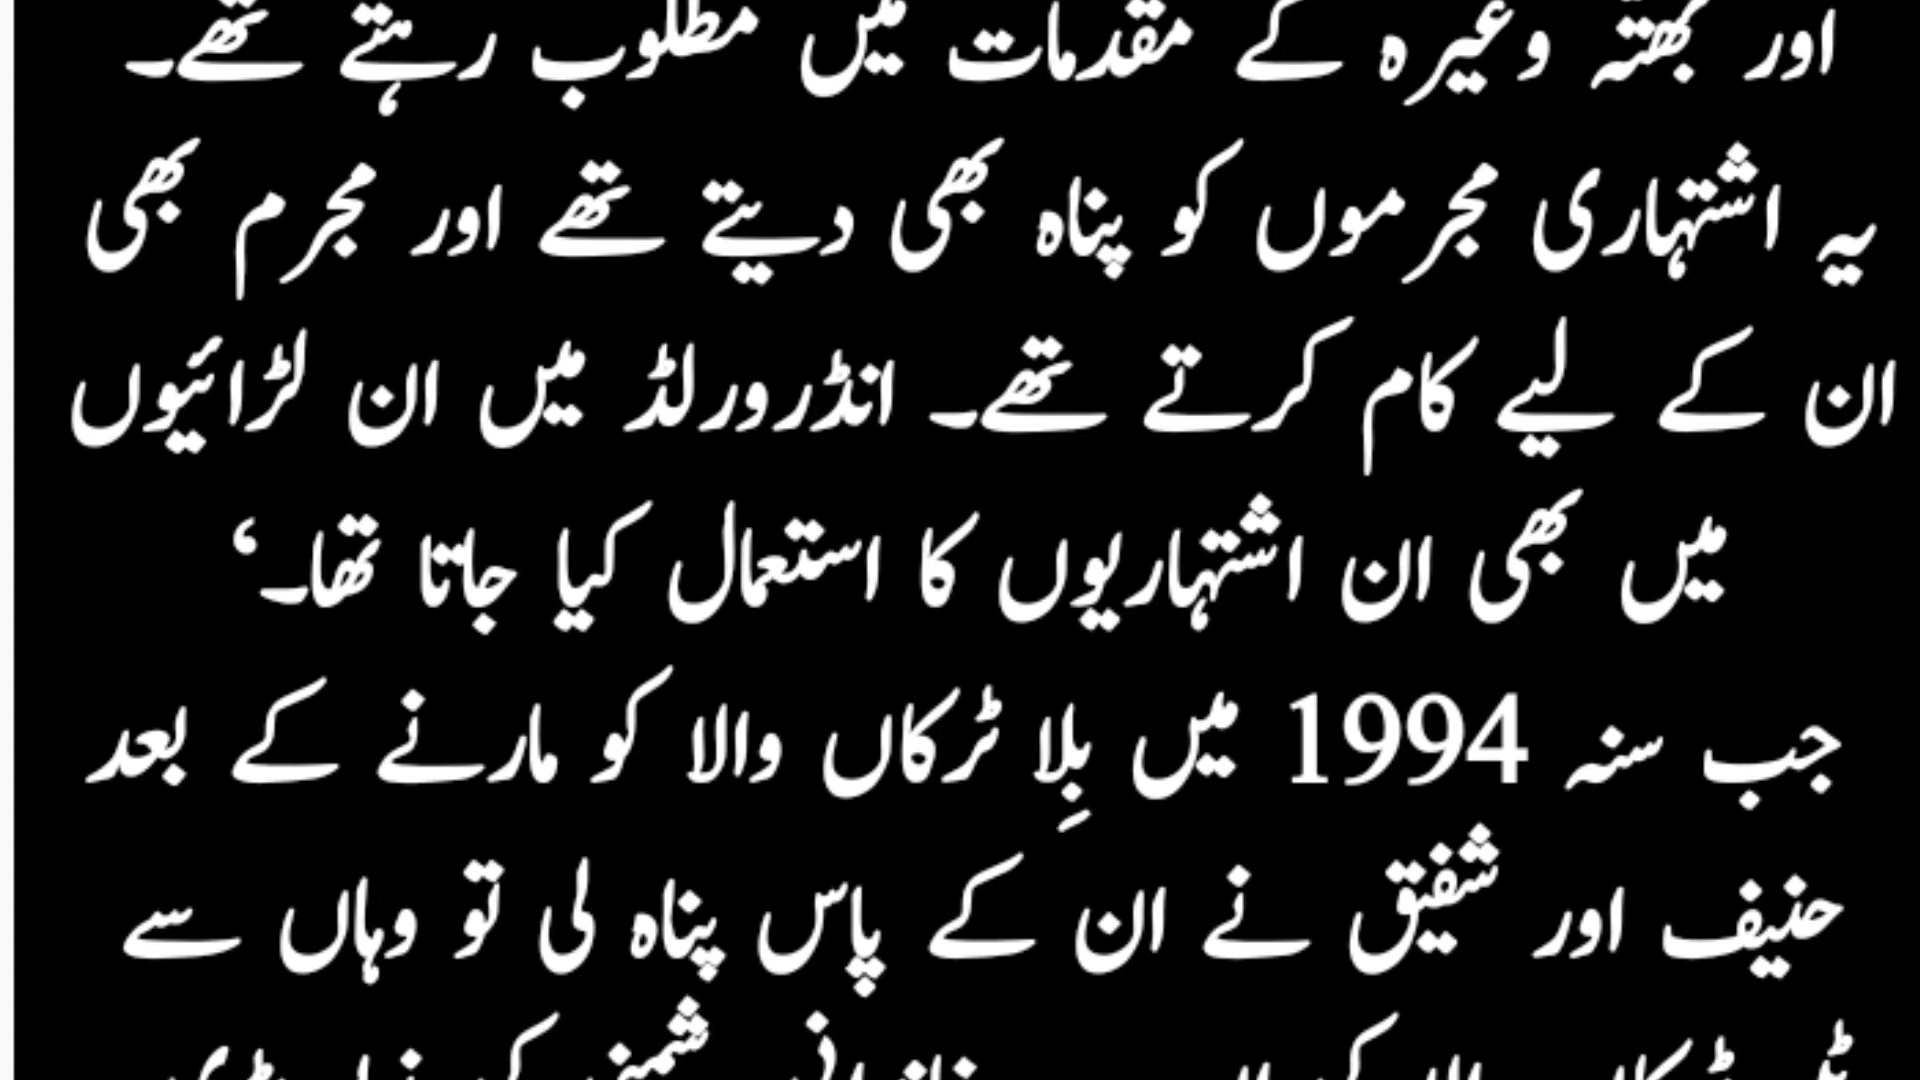 اور بھتّہ وغیرہ کے مقدمات میں مطلوب رہتے تھے۔
یہ اشتہاری مجرموں کو پناہ بھی دیتے تھے اور مجرم بھی
ان کے لیے کام کرتے تھے۔ انڈرورلڈ میں ان لڑائیوں
میں بھی ان اشتہاریوں کا استعمال کیا جاتا تھا۔‘
جب سنہ 1994 میں بِلا ٹرکاں والا کو مارنے کے بعد
حنیف اور شفیق نے ان کے پاس پناہ لی تو وہاں سے